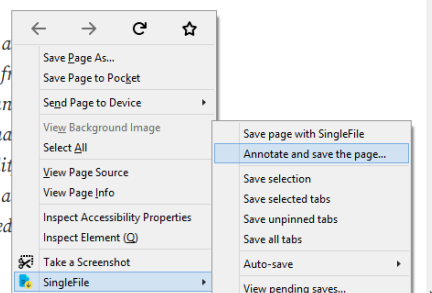 Save Page As...
Save Page to Pocket
Send Page to Device
View Background Image
Select All
View Page Source
View Page Info
Inspect Accessibility Properties
Inspect Element (Q)
Take a Screenshot
SingleFile
Save page with SingleFile
Annotate and save the page...
Save selection
Save selected tabs
Save unpinned tabs
Save all tabs
Auto-save
View pending saves...